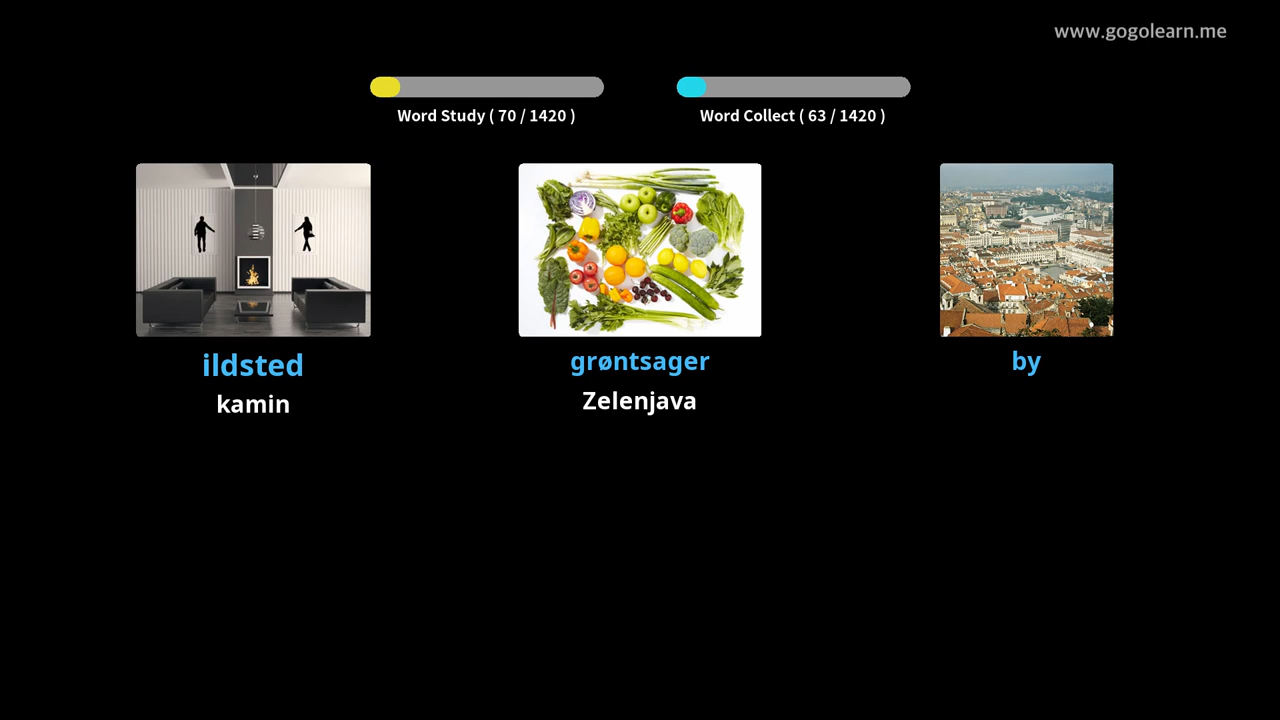 www.gogolearn.me
Word Study ( 70 / 1420 )
Word Collect ( 63 / 1420 )
ildsted
kamin
grøntsager
Zelenjava
by